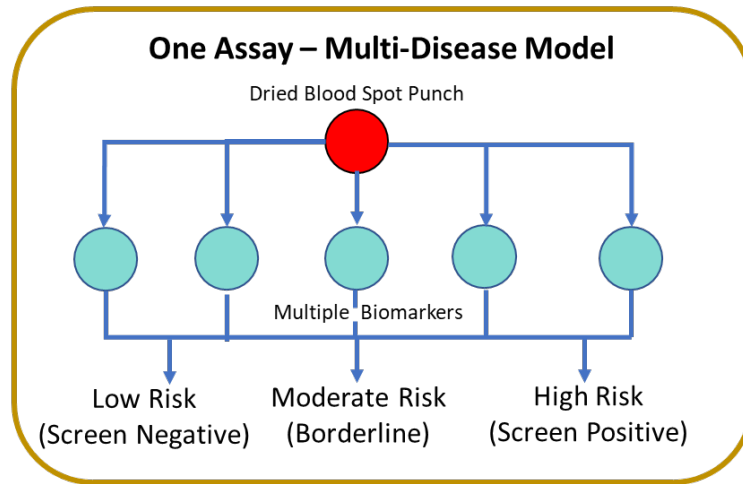 One Assay – Multi-Disease Model
Dried Blood Spot Punch
Multiple Biomarkers
Low Risk
(Screen Negative)
Moderate Risk
(Borderline)
High Risk
(Screen Positive)